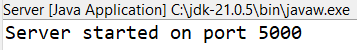 Server [Java Application] C:\jdk-21.0.5\bin\javaw.exe
Server started on port 5000